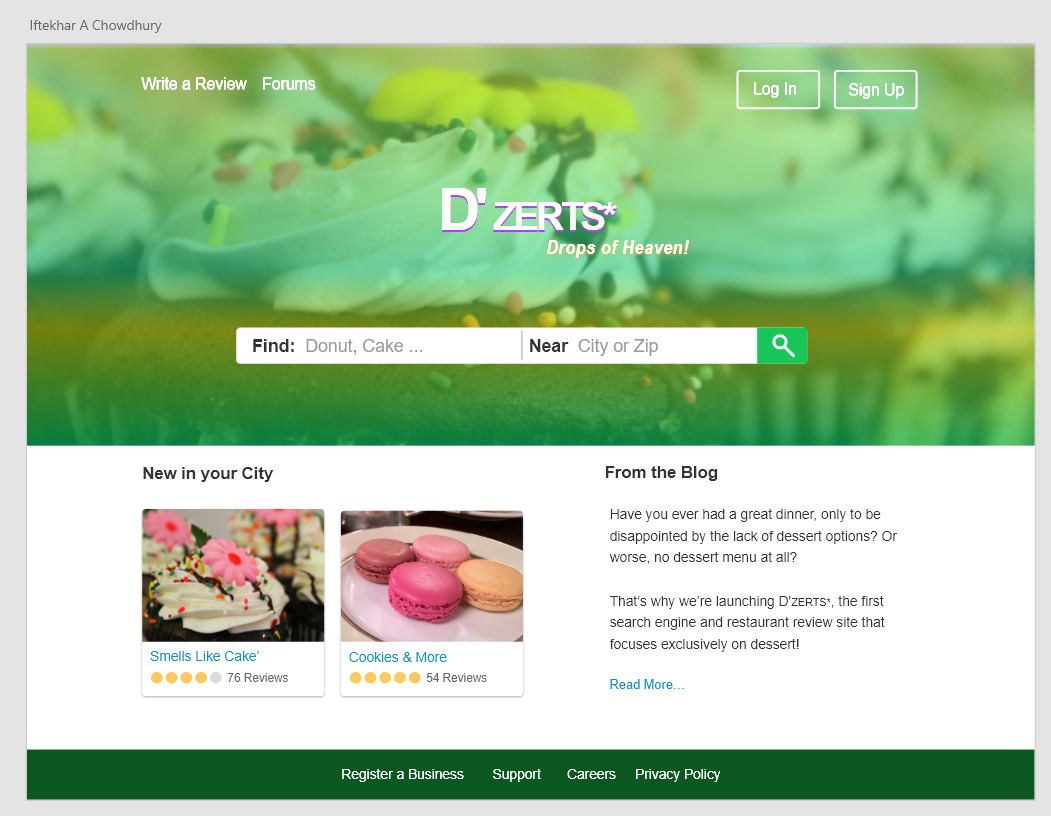 Iftekhar A Chowdhury
Write a Review Forums
Log In Sign Up
D' ZERTS*
Drops of Heaven!
Find: Donut, Cake ... Near City or Zip
New in your City
Smells Like Cake’
76 Reviews
Cookies & More
54 Reviews
From the Blog
Have you ever had a great dinner, only to be
disappointed by the lack of dessert options? Or
worse, no dessert menu at all?
That’s why we’re launching D'ZERTS*, the first
search engine and restaurant review site that
focuses exclusively on dessert!
Read More…
Register a Business Support Careers Privacy Policy